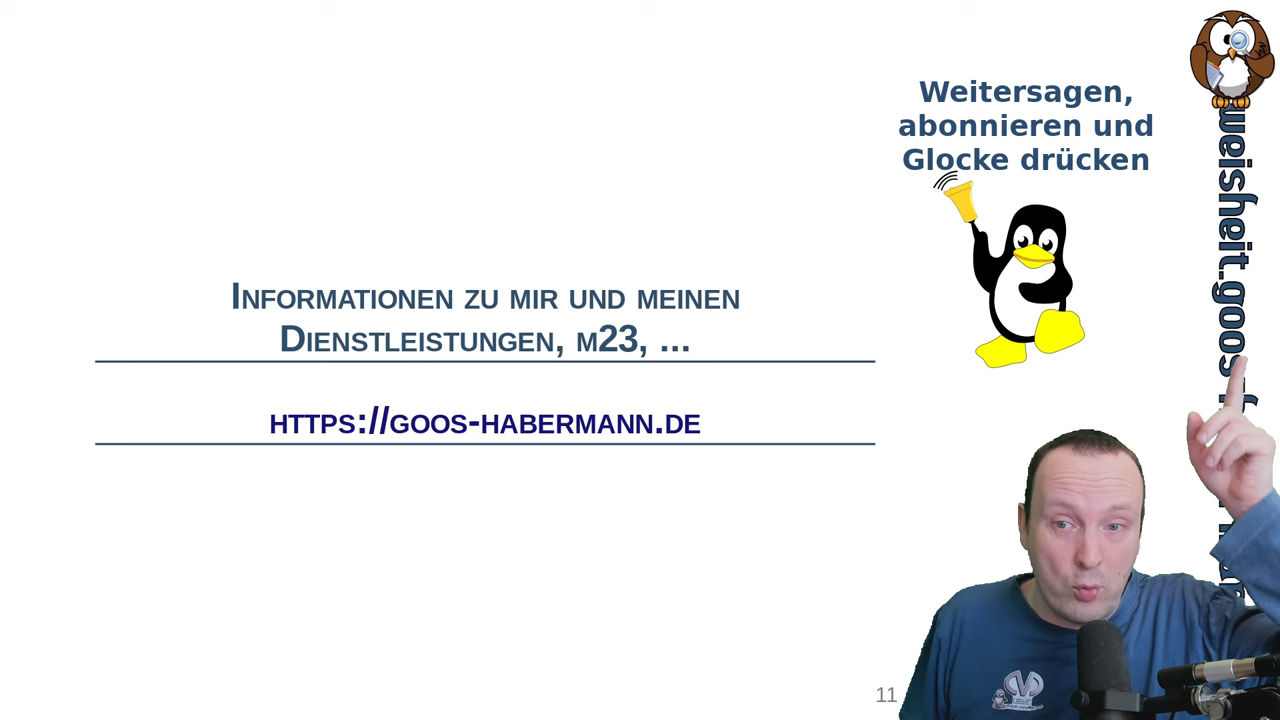 Weitersagen,
abonnieren und
Glocke drücken
Informationen zu mir und meinen
Dienstleistungen, m23, ...
https://goos-habermann.de
weisheit.goos
11